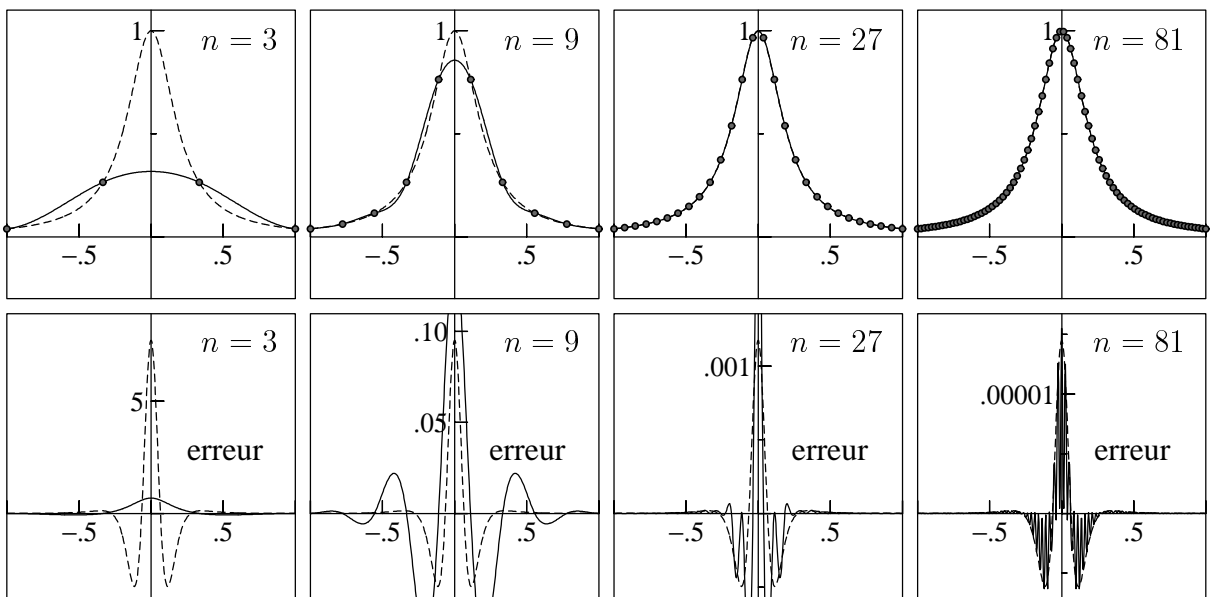 1 n = 3
−.5 .5
1 n = 9
−.5 .5
1 n = 27
−.5 .5
1 n = 81
−.5 .5
n = 3
5
erreur
−.5 .5
.10 n = 9
.05
erreur
−.5 .5
n = 27
.001
erreur
−.5 .5
n = 81
.00001
erreur
−.5 .5